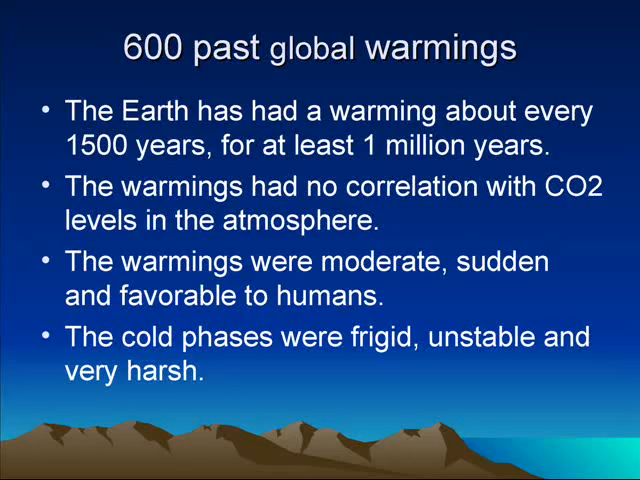 600 past global warmings
• The Earth has had a warming about every
1500 years, for at least 1 million years.
• The warmings had no correlation with CO2
levels in the atmosphere.
• The warmings were moderate, sudden
and favorable to humans.
• The cold phases were frigid, unstable and
very harsh.